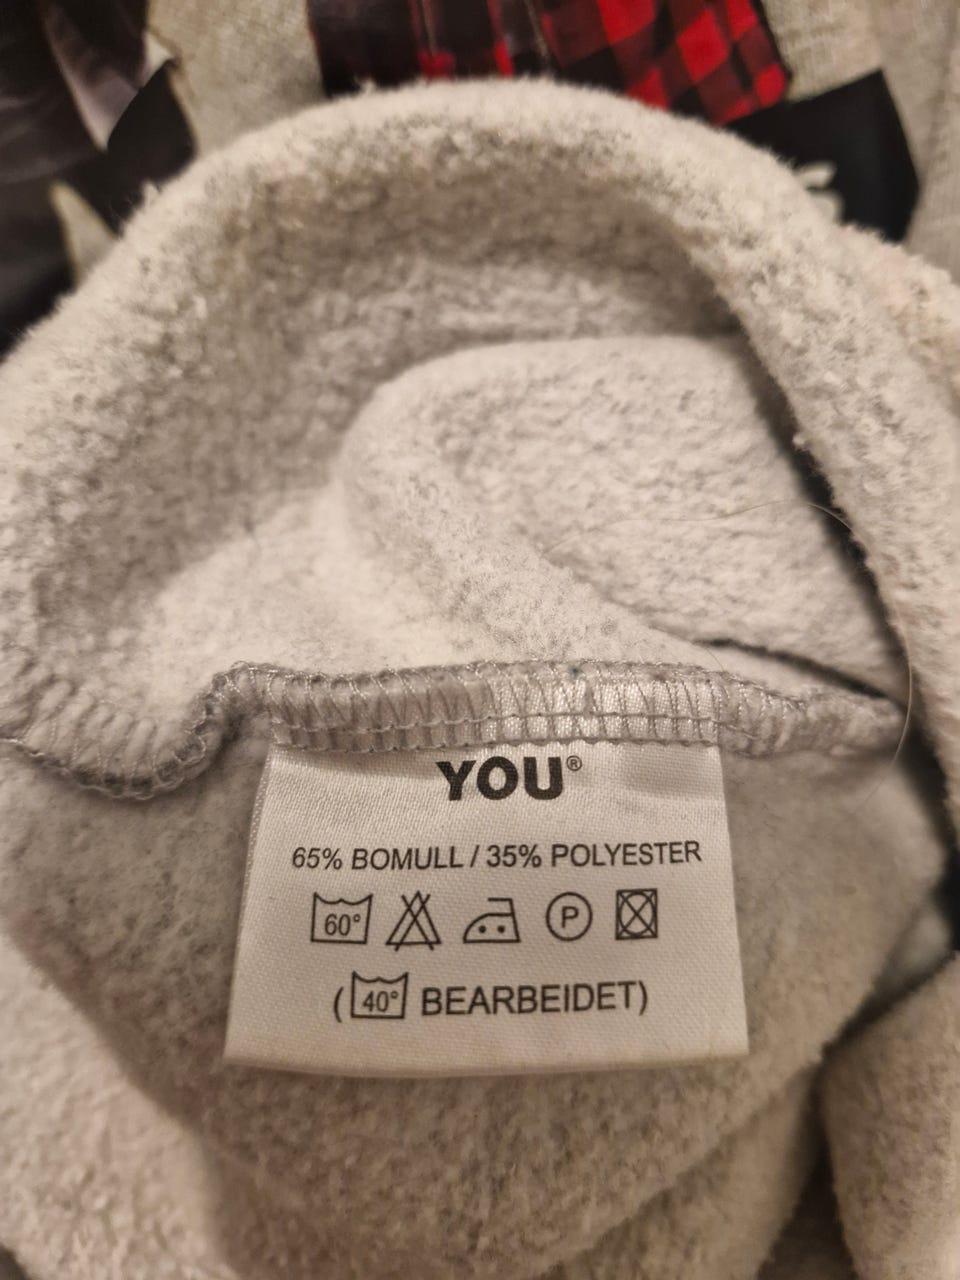 YOU®
65% BOMULL / 35% POLYESTER
60° P
(40° BEARBEIDET)